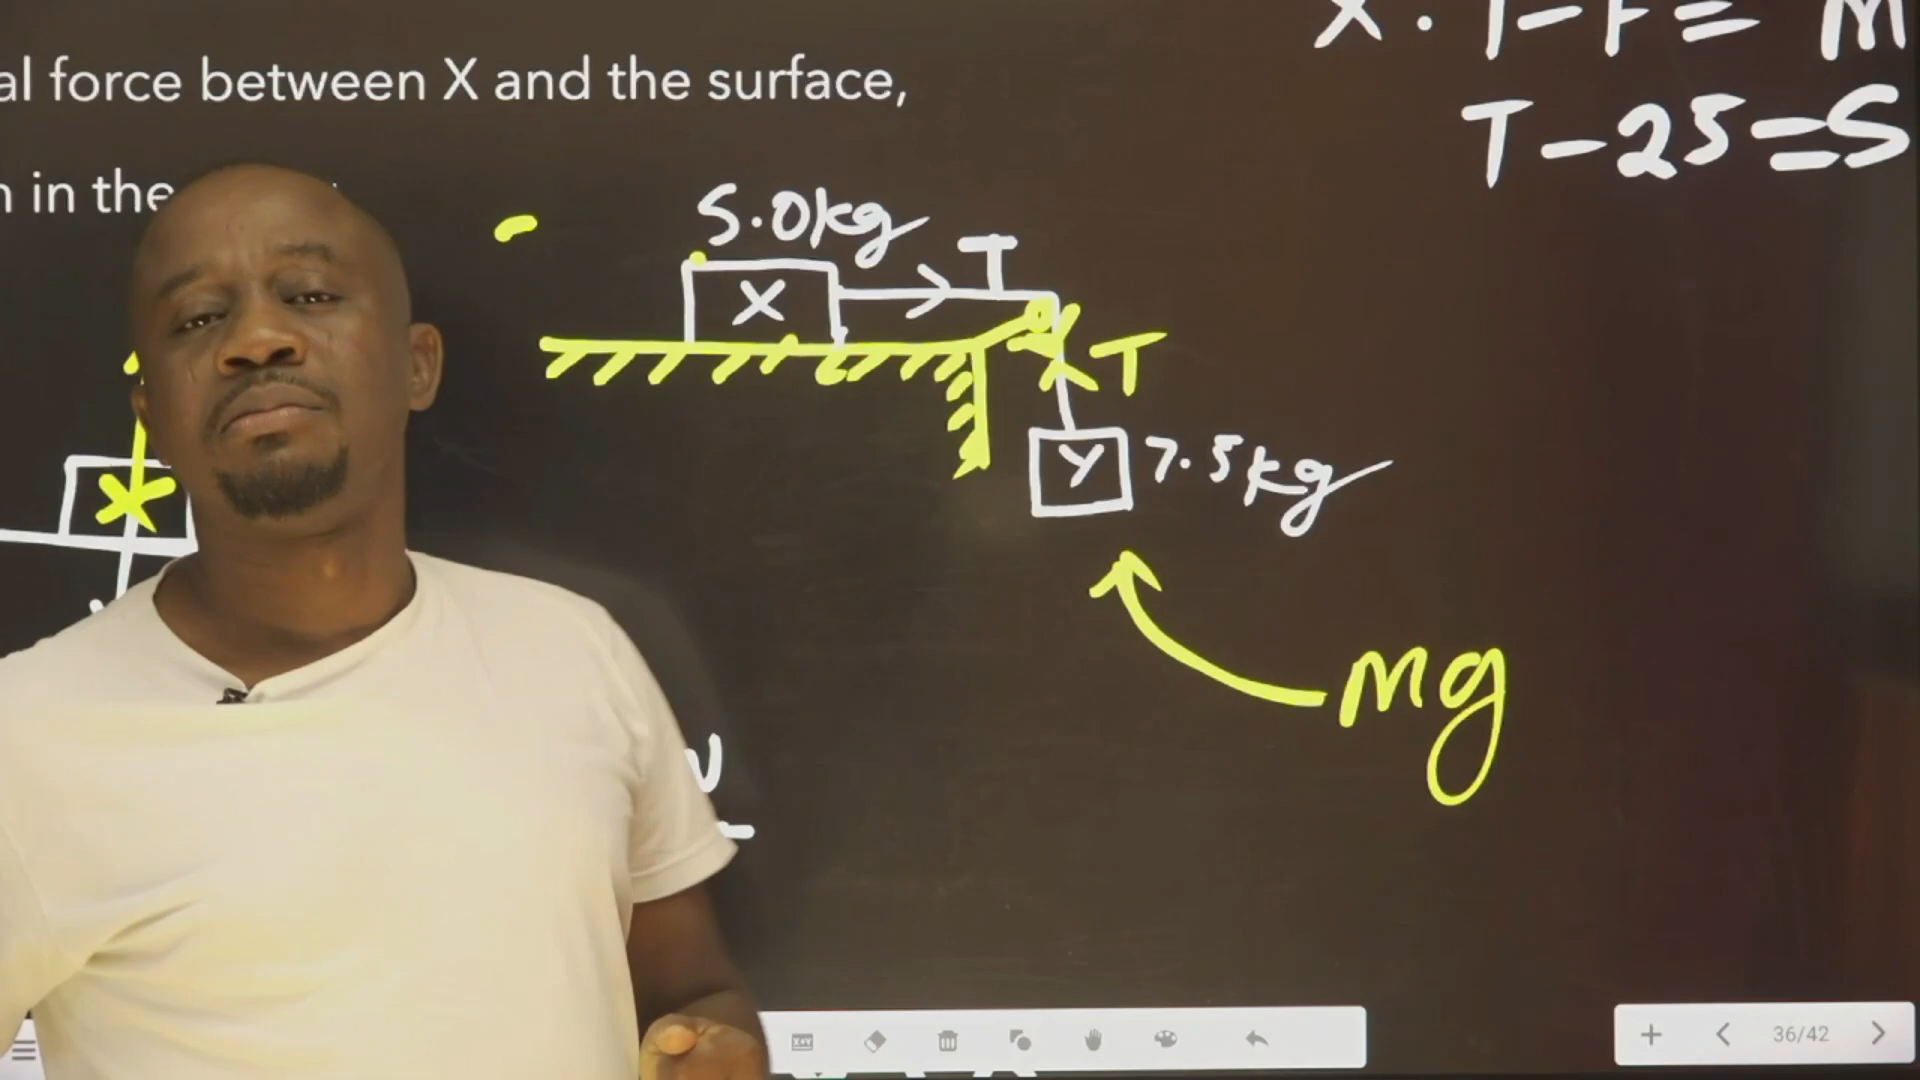 al force between X and the surface,
n in the
X. T-F= M
T-25=5
5.0kg
T
X
T
Y 7.5kg
Mg
N
36/42